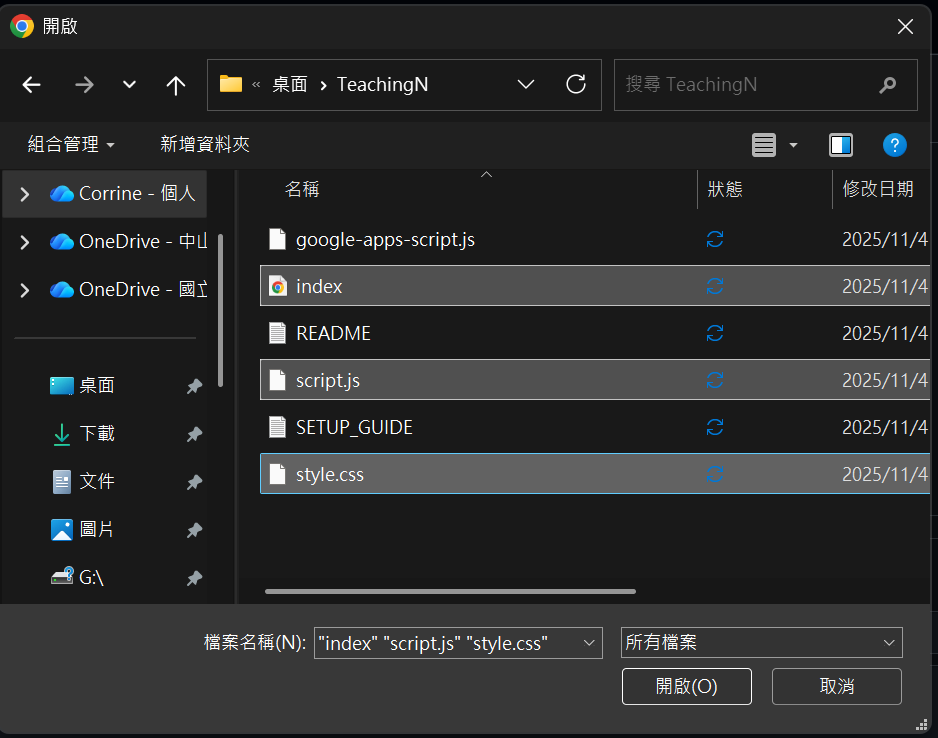 開啟
« 桌面 › TeachingN
搜尋 TeachingN
組合管理 新增資料夾
?
名稱 狀態 修改日期
Corrine - 個人
OneDrive - 中山
OneDrive - 國立
桌面
下載
文件
圖片
G:\
google-apps-script.js 2025/11/4
index 2025/11/4
README 2025/11/4
script.js 2025/11/4
SETUP_GUIDE 2025/11/4
style.css 2025/11/4
檔案名稱(N): "index" "script.js" "style.css" 所有檔案
開啟(O) 取消